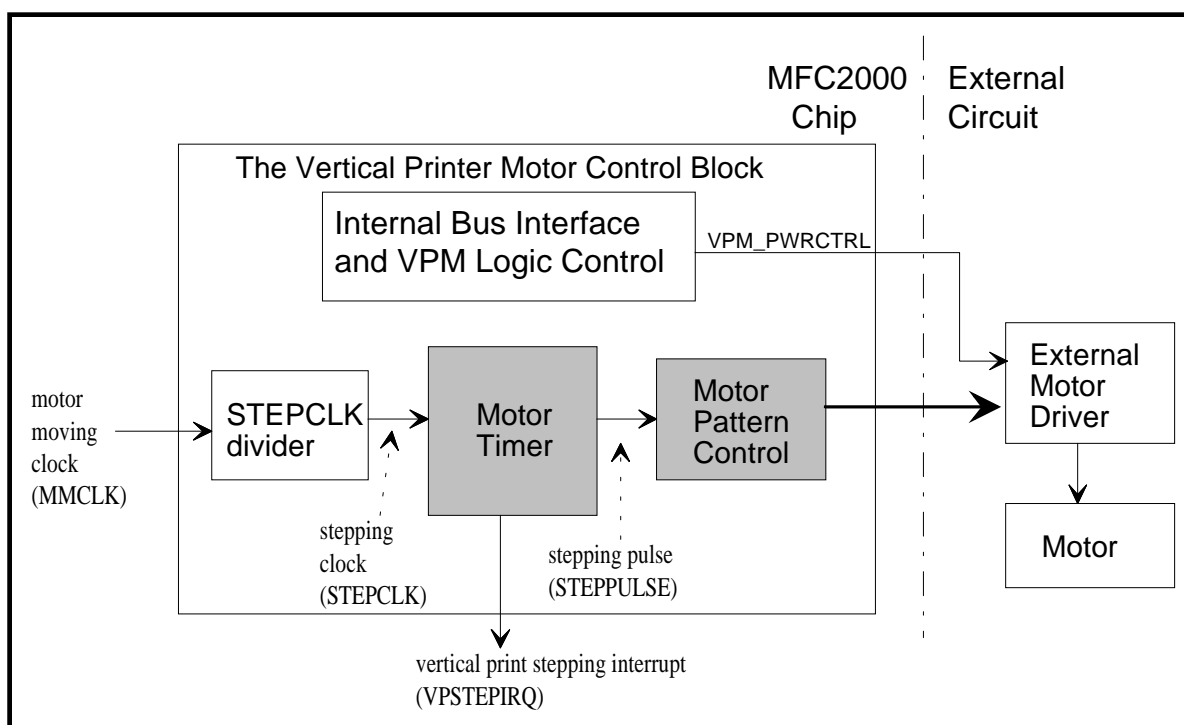 MFC2000
Chip
External
Circuit
The Vertical Printer Motor Control Block
Internal Bus Interface
and VPM Logic Control
VPM_PWRCTRL
motor
moving
clock
(MMCLK)
STEPCLK
divider
Motor
Timer
Motor
Pattern
Control
External
Motor
Driver
stepping
clock
(STEPCLK)
stepping pulse
(STEPPULSE)
Motor
vertical print stepping interrupt
(VPSTEPIRQ)